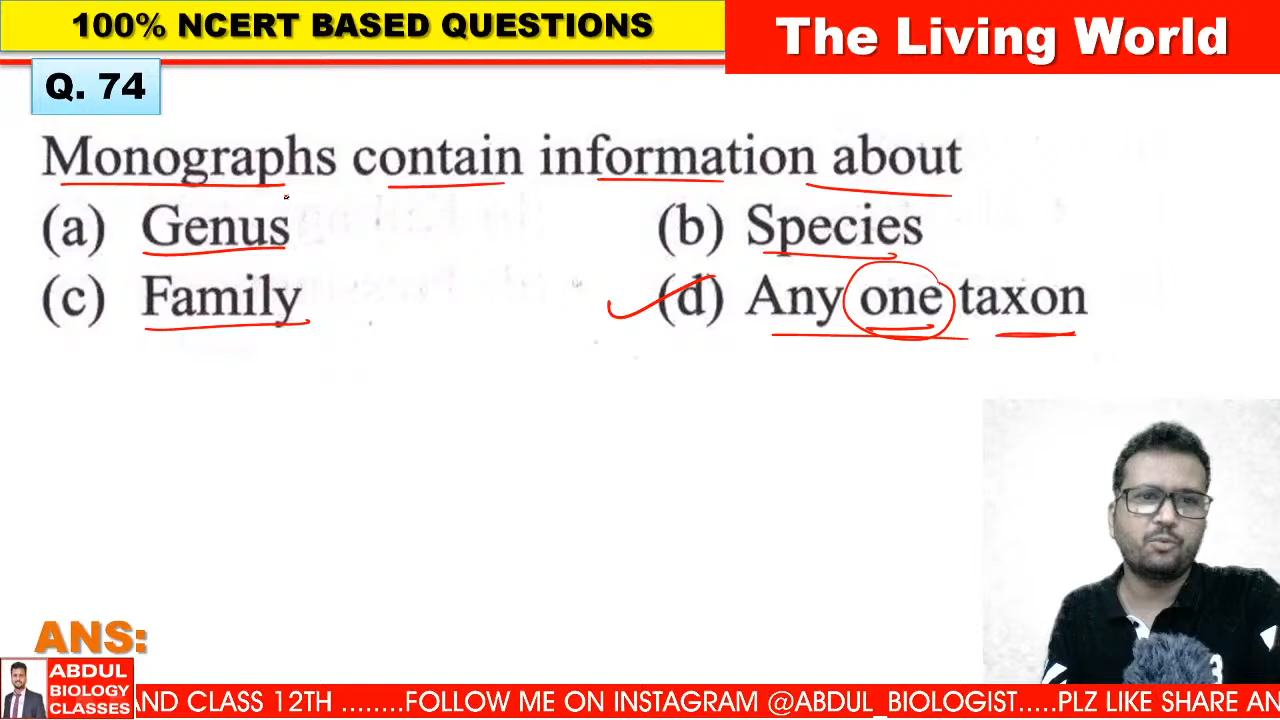 100% NCERT BASED QUESTIONS
The Living World
Q. 74
Monographs contain information about
(a) Genus (b) Species
(c) Family (d) Any one taxon
ANS:
ABDUL
BIOLOGY
CLASSES
AND CLASS 12TH ........FOLLOW ME ON INSTAGRAM @ABDUL_BIOLOGIST.....PLZ LIKE SHARE AN